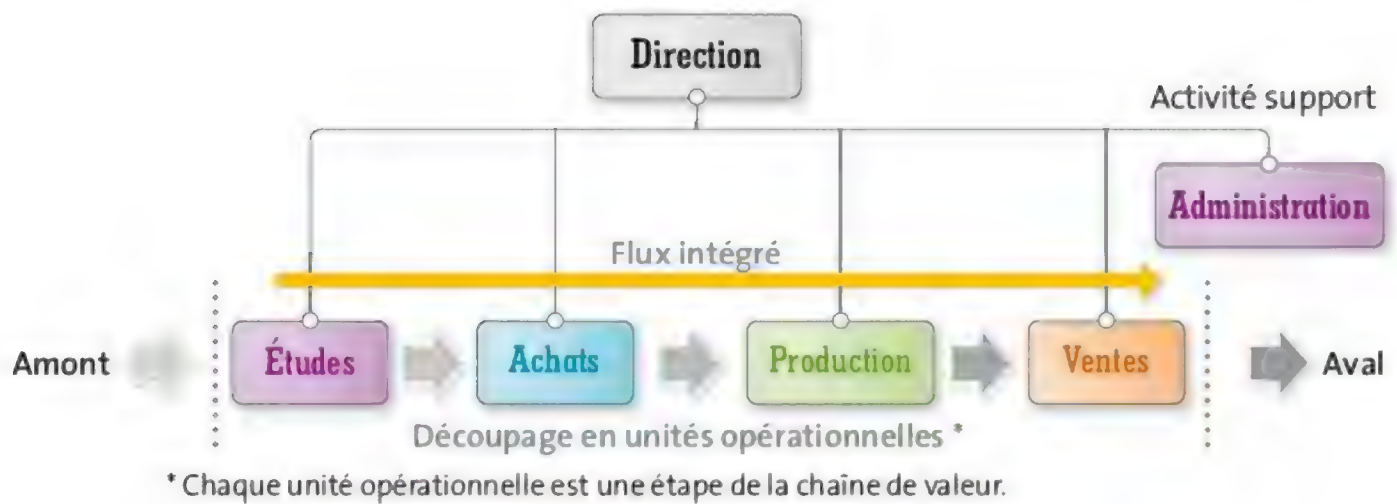 Direction
Activité support
Administration
Flux intégré
Amont
Études
Achats
Production
Ventes
Aval
Découpage en unités opérationnelles *
* Chaque unité opérationnelle est une étape de la chaîne de valeur.